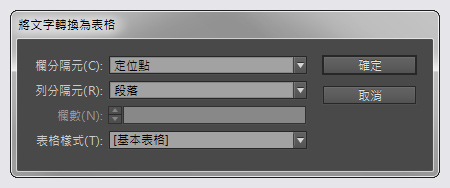 將文字轉換為表格
欄分隔元(C): 定位點 確定
列分隔元(R): 段落 取消
欄數(N):
表格樣式(T): [基本表格]